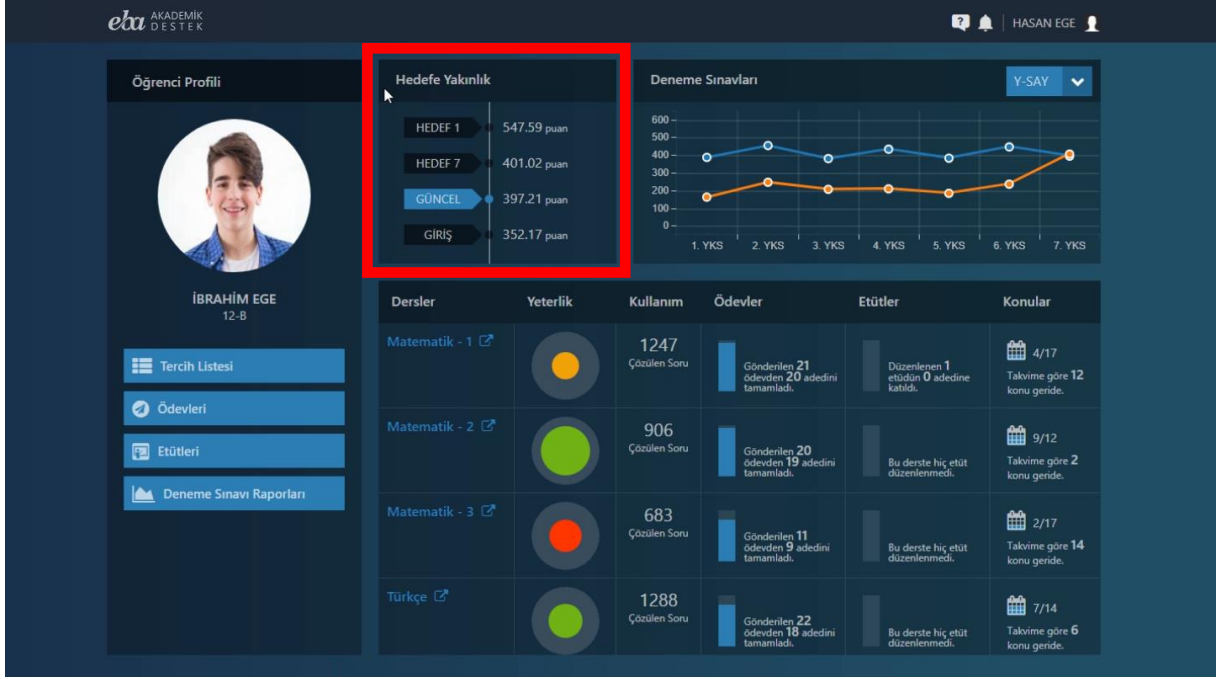 eba AKADEMİK
DESTEK
HASAN EGE
Öğrenci Profili
İBRAHİM EGE
12-B
Tercih Listesi
Ödevleri
Etütleri
Deneme Sınavı Raporları
Hedefe Yakınlık
HEDEF 1 547.59 puan
HEDEF 7 401.02 puan
GÜNCEL 397.21 puan
GİRİŞ 352.17 puan
Deneme Sınavları
Y-SAY
600
500
400
300
200
100
0
1. YKS 2. YKS 3. YKS 4. YKS 5. YKS 6. YKS 7. YKS
Dersler Yeterlik Kullanım Ödevler Etütler Konular
Matematik - 1
1247
Çözülen Soru
Gönderilen 21
ödevden 20 adedini
tamamladı.
Düzenlenen 1
etüdün 0 adedine
katıldı.
4/17
Takvime göre 12
konu geride.
Matematik - 2
906
Çözülen Soru
Gönderilen 20
ödevden 19 adedini
tamamladı.
Bu derste hiç etüt
düzenlenmedi.
9/12
Takvime göre 2
konu geride.
Matematik - 3
683
Çözülen Soru
Gönderilen 11
ödevden 9 adedini
tamamladı.
Bu derste hiç etüt
düzenlenmedi.
2/17
Takvime göre 14
konu geride.
Türkçe
1288
Çözülen Soru
Gönderilen 22
ödevden 18 adedini
tamamladı.
Bu derste hiç etüt
düzenlenmedi.
7/14
Takvime göre 6
konu geride.